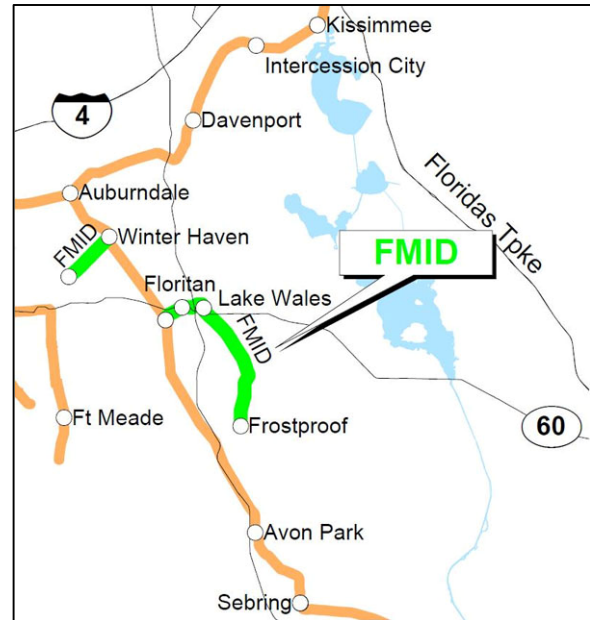 Kissimmee
Intercession City
4
Davenport
Floridas Tpke
Auburndale
FMID
Winter Haven
FMID
Floritan
Lake Wales
FMID
Ft Meade
Frostproof
60
Avon Park
Sebring